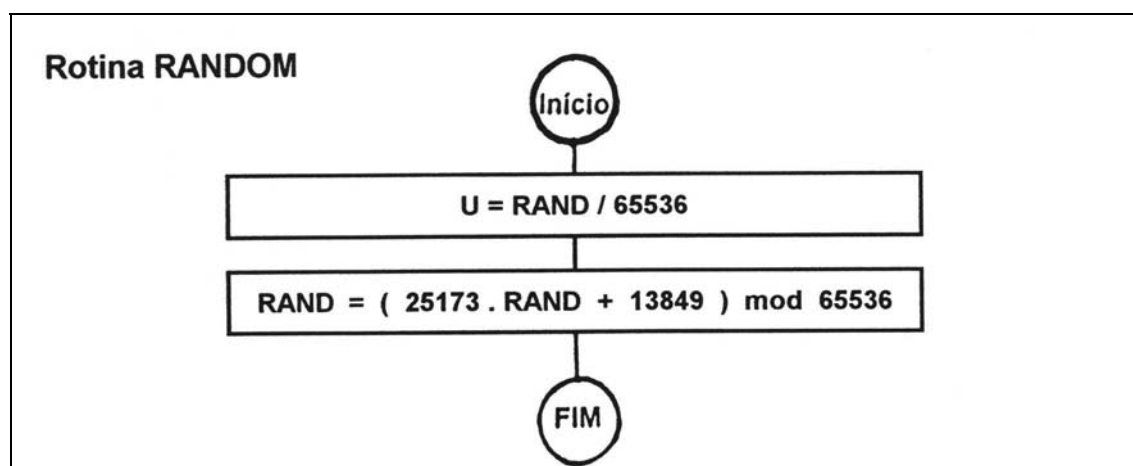 Rotina RANDOM
Início
U = RAND / 65536
RAND = ( 25173 . RAND + 13849 ) mod 65536
FIM